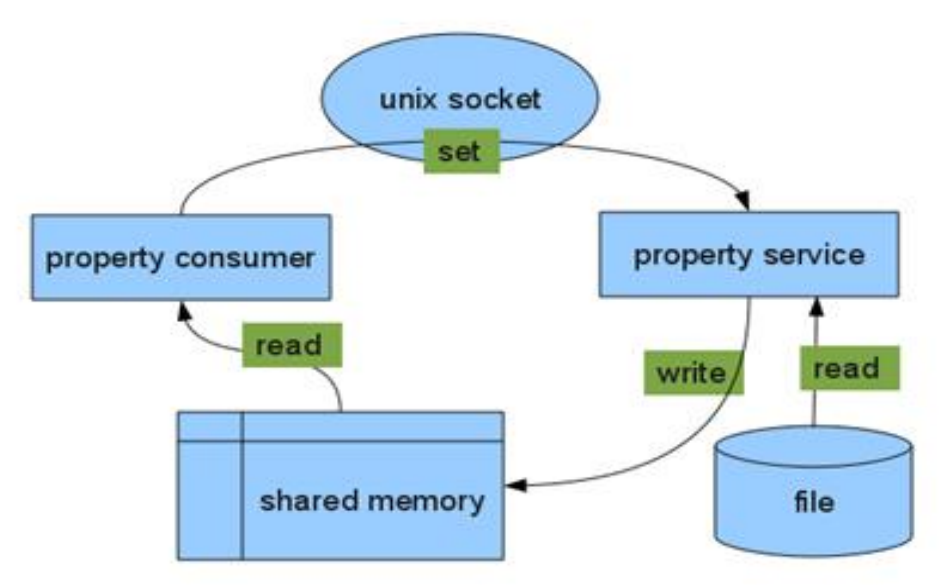 unix socket
set
property consumer
property service
read
write
read
shared memory
file